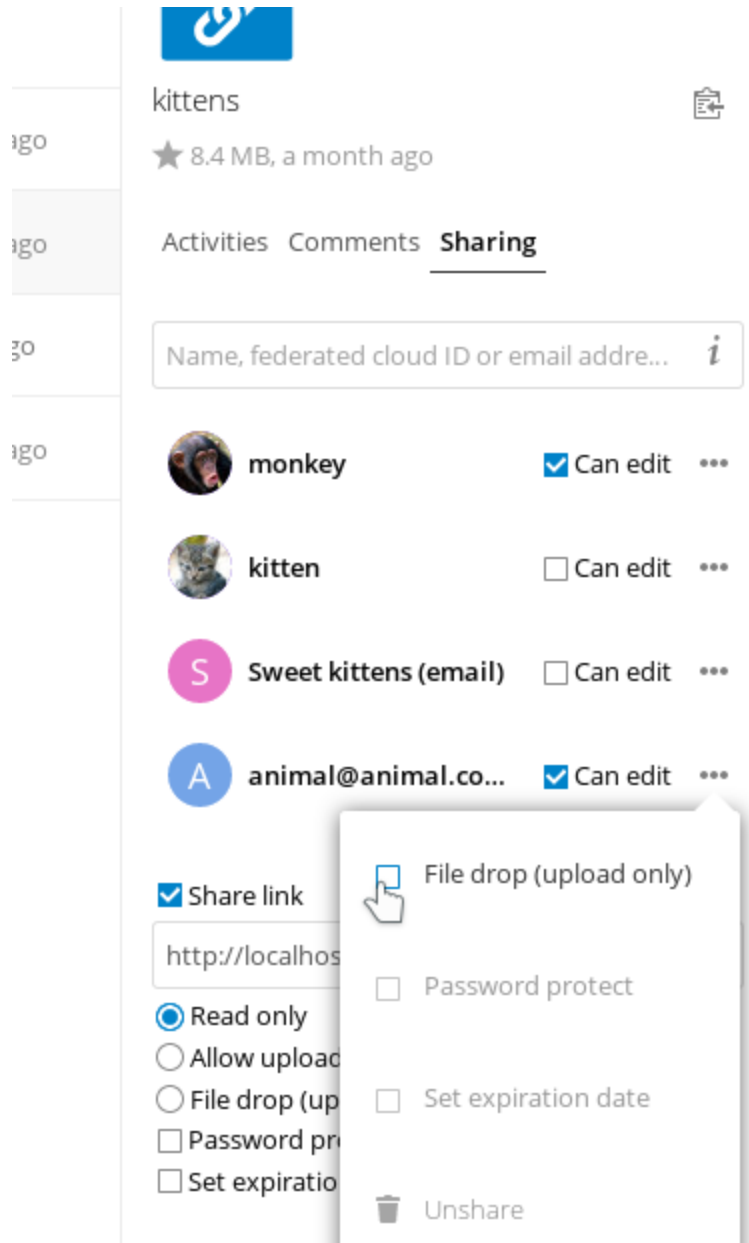 kittens
ago
8.4 MB, a month ago
Activities Comments Sharing
ago
go
Name, federated cloud ID or email addre... i
ago
monkey Can edit •••
kitten Can edit •••
S Sweet kittens (email) Can edit •••
A animal@animal.co... Can edit •••
File drop (upload only)
Share link
http://localhos
Password protect
Read only
Allow upload
File drop (up
Set expiration date
Password pro
Set expiratio
Unshare